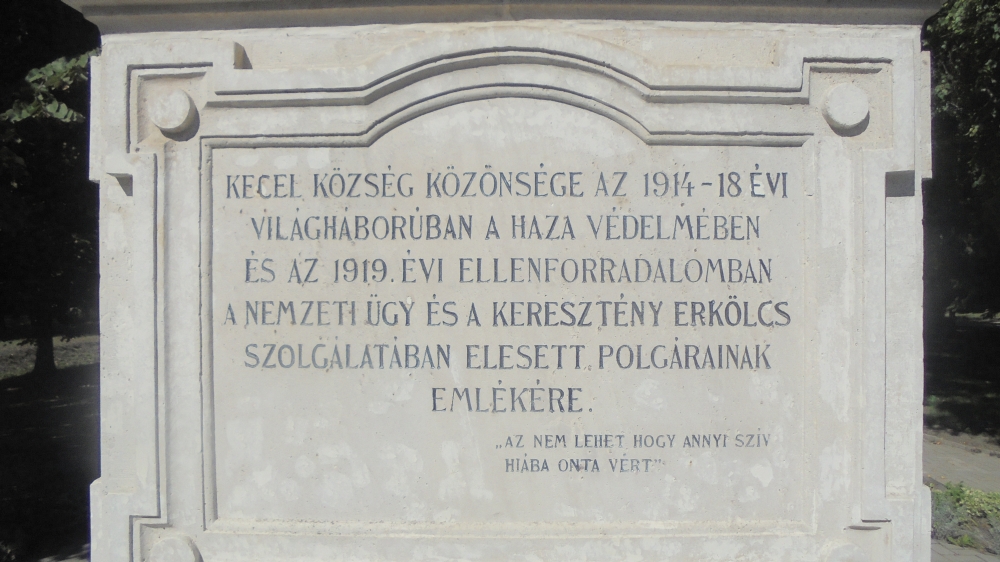 KECEL KÖZSÉG KÖZÖNSÉGE AZ 1914-18 ÉVI
VILÁGHÁBORÚBAN A HAZA VÉDELMÉBEN
ÉS AZ 1919. ÉVI ELLENFORRADALOMBAN
A NEMZETI ÜGY ÉS A KERESZTÉNY ERKÖLCS
SZOLGÁLATÁBAN ELESETT POLGÁRAINAK
EMLÉKÉRE.
„AZ NEM LEHET HOGY ANNYI SZÍV
HIÁBA ONTA VÉRT”